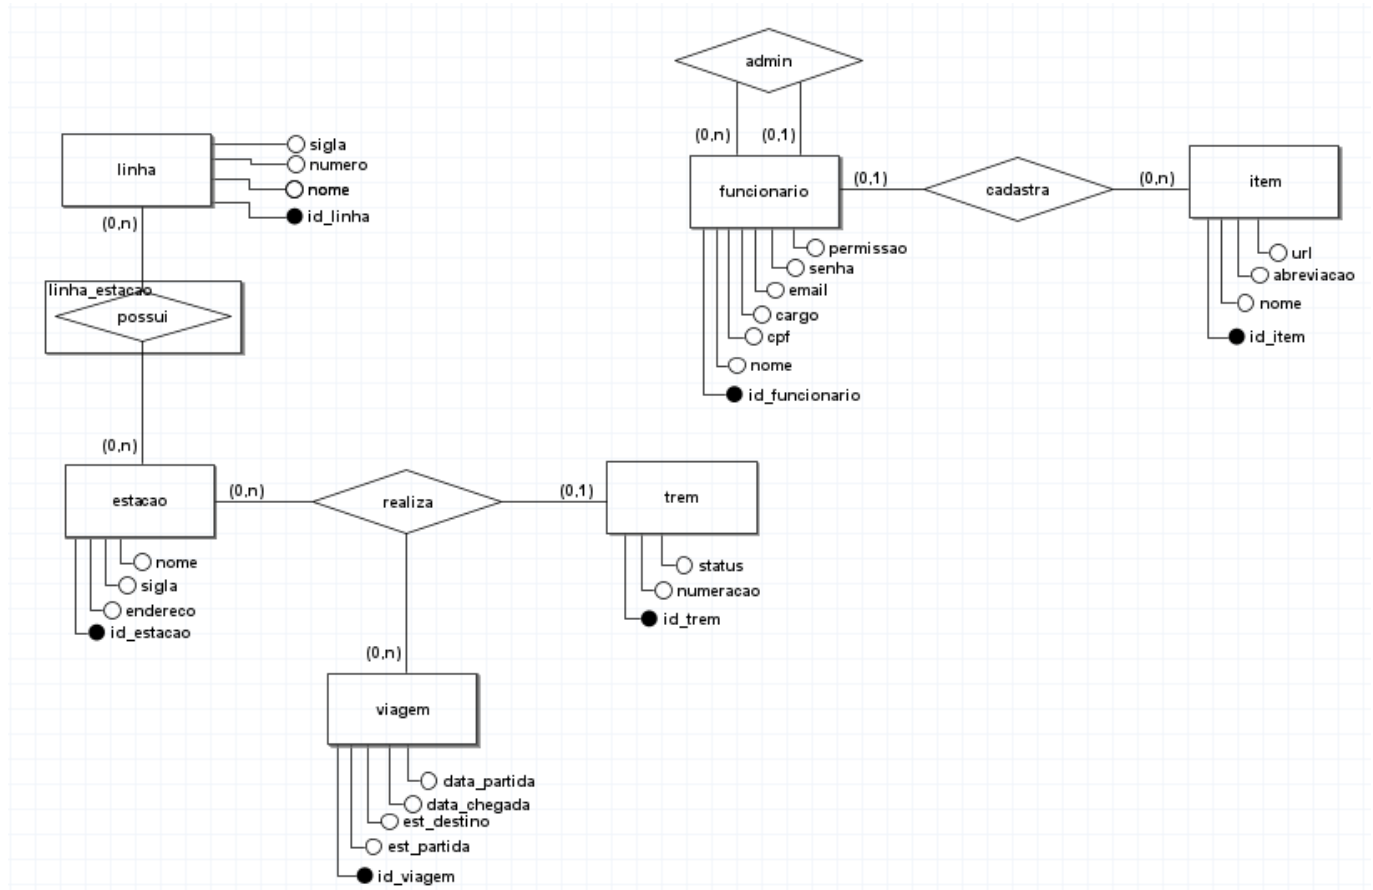 admin
(0,n) (0,1)
linha
sigla
numero
nome
id_linha
(0,n)
linha_estacao
possui
(0,n)
funcionario
(0,1)
cadastra
(0,n)
item
permissao
senha
email
cargo
cpf
nome
id_funcionario
url
abreviacao
nome
id_item
estacao
(0,n)
realiza
(0,1)
trem
nome
sigla
endereco
id_estacao
status
numeracao
id_trem
(0,n)
viagem
data_partida
data_chegada
est_destino
est_partida
id_viagem